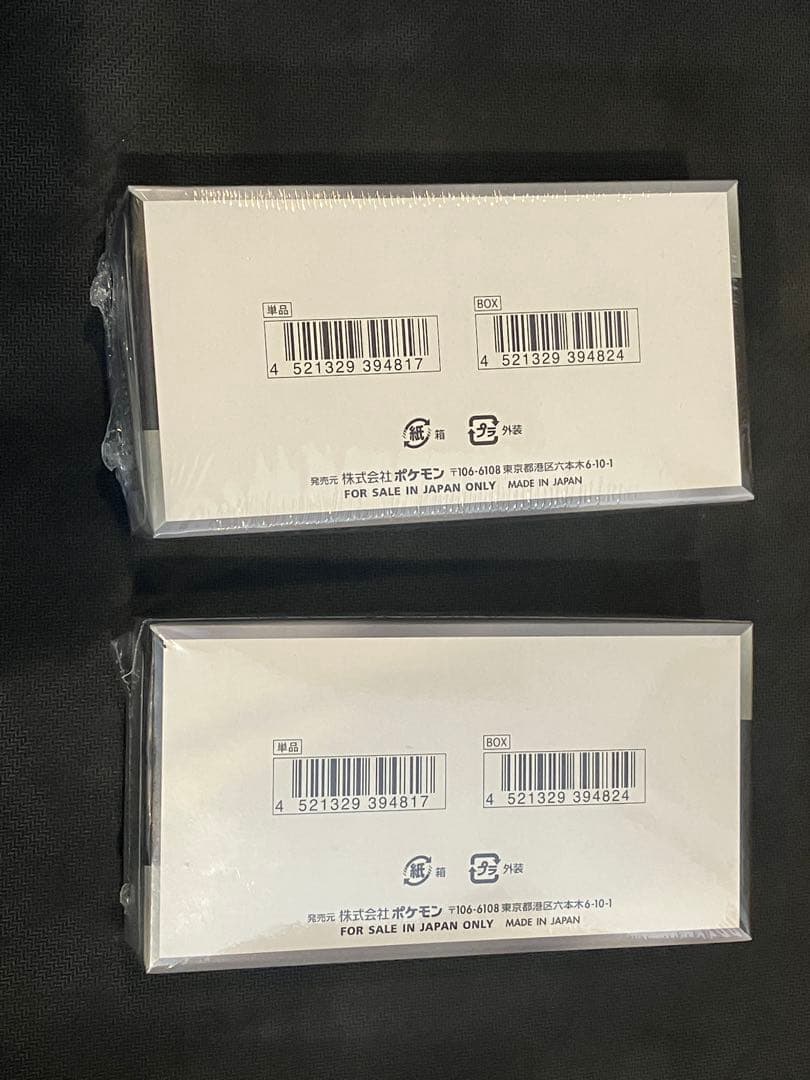 単品
BOX
4 521329 394817
4 521329 394824
紙 箱
プラ 外装
発売元 株式会社ポケモン 〒106-6108 東京都港区六本木6-10-1
FOR SALE IN JAPAN ONLY MADE IN JAPAN
単品
BOX
4 521329 394817
4 521329 394824
紙 箱
プラ 外装
発売元 株式会社ポケモン 〒106-6108 東京都港区六本木6-10-1
FOR SALE IN JAPAN ONLY MADE IN JAPAN